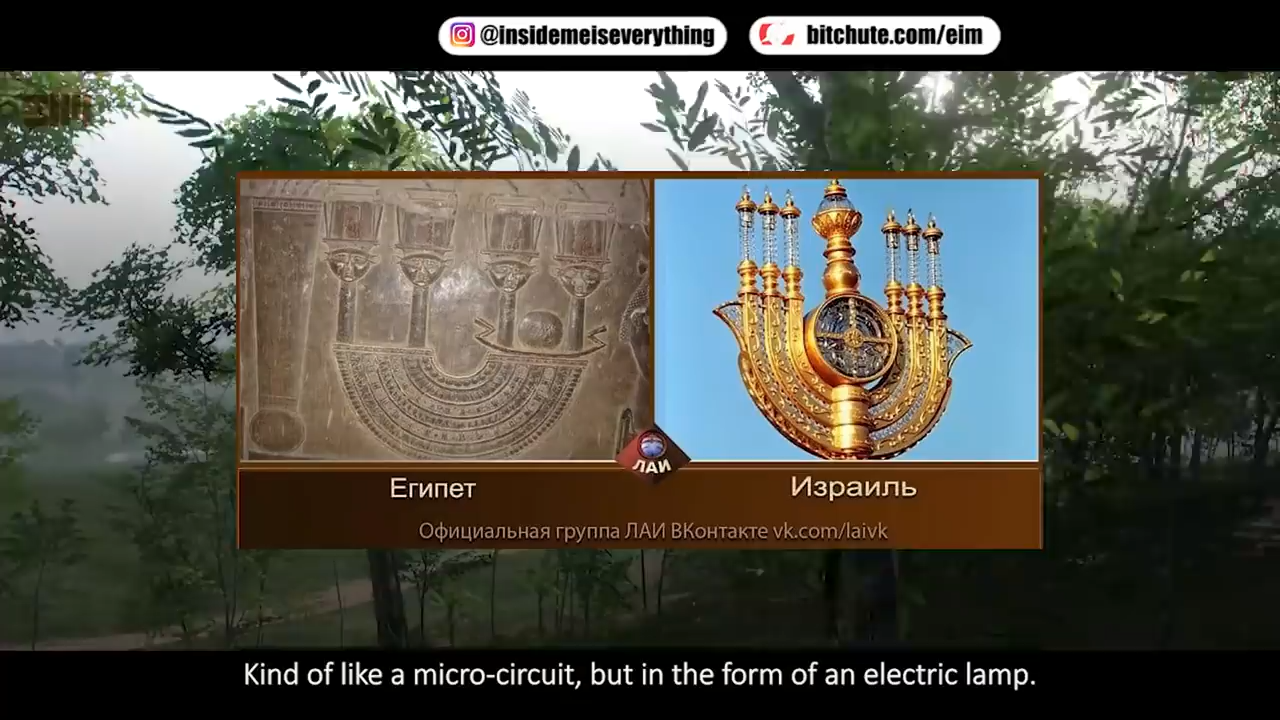 @insidemeiseverything
bitchute.com/eim
ЛАИ
Египет
Израиль
Официальная группа ЛАИ ВКонтакте vk.com/laivk
Kind of like a micro-circuit, but in the form of an electric lamp.